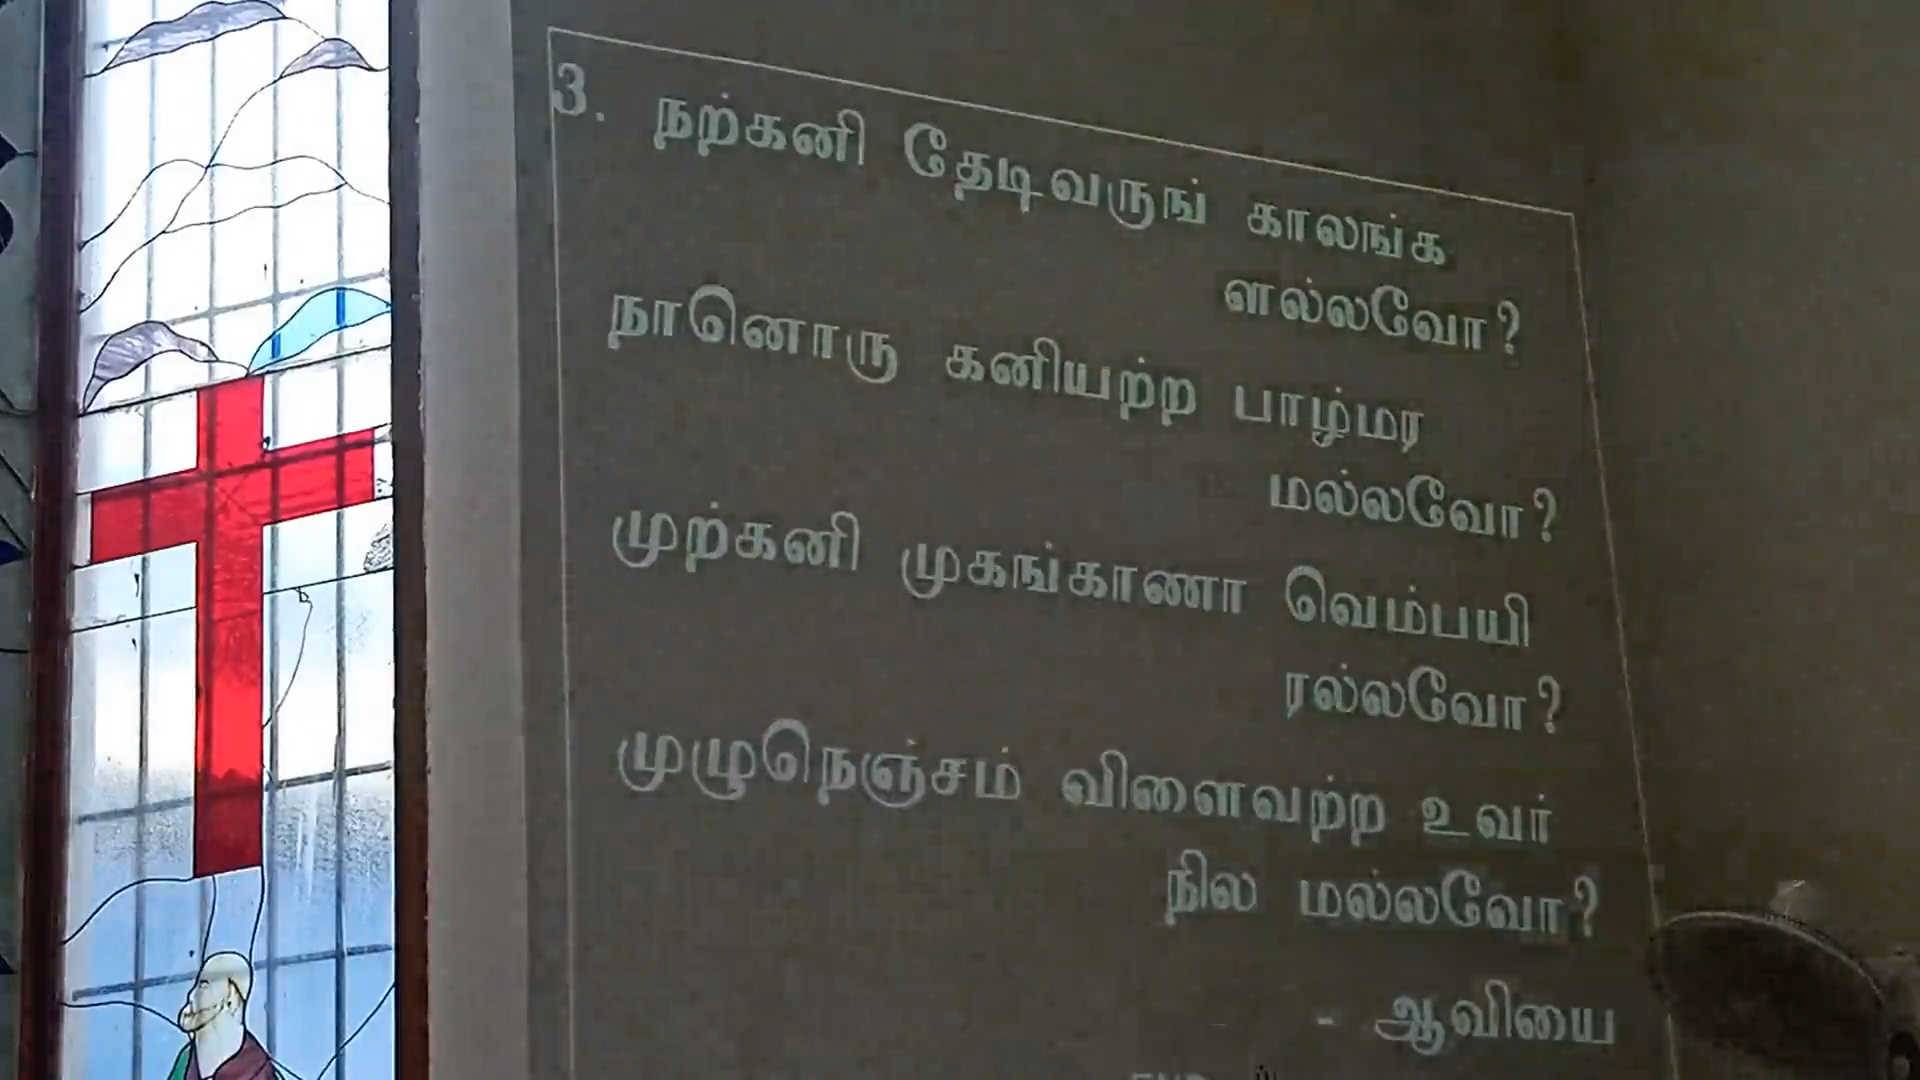 3. நற்கனி தேடிவருங் காலங்க
ளல்லவோ?
நானொரு கனியற்ற பாழ்மர
மல்லவோ?
முற்கனி முகங்காணா வெம்பயி
ரல்லவோ?
முழுநெஞ்சம் விளைவற்ற உவர்
நில மல்லவோ?
- ஆவியை